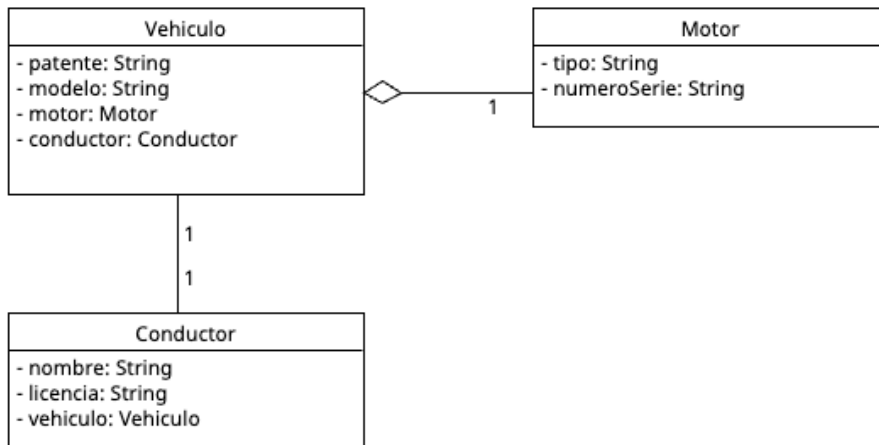 Vehiculo
- patente: String
- modelo: String
- motor: Motor
- conductor: Conductor
Motor
- tipo: String
- numeroSerie: String
1
1
1
Conductor
- nombre: String
- licencia: String
- vehiculo: Vehiculo